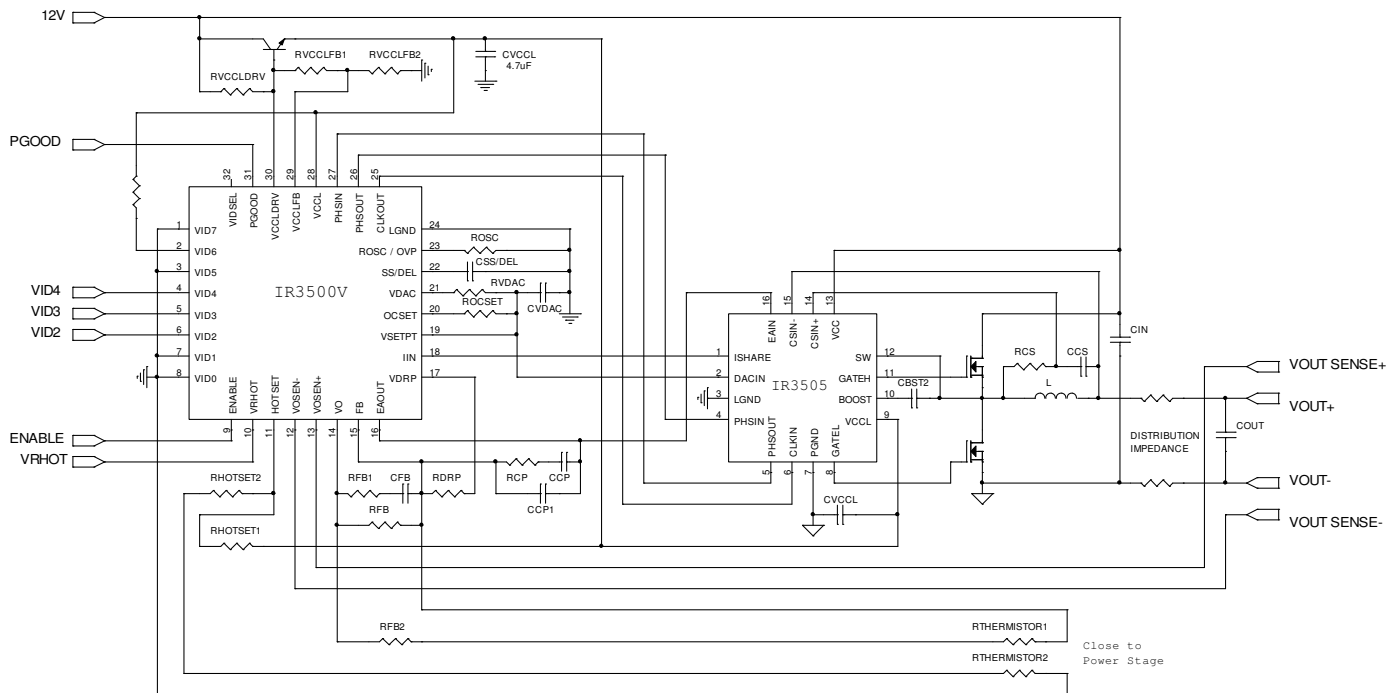 12V
RVCCLFB1
RVCCLFB2
CVCCL
4.7uF
RVCCLDRV
PGOOD
32
31
30
29
28
27
26
25
VIDSEL
PGOOD
VCCLDRV
VCCLFB
VCCL
PHSIN
PHSOUT
CLKOUT
1
VID7
2
VID6
3
VID5
4
VID4
5
VID3
6
VID2
7
VID1
8
VID0
VID4
VID3
VID2
IR3500V
LGND
24
ROSC / OVP
23
SS/DEL
22
VDAC
21
OCSET
20
VSETPT
19
IIN
18
VDRP
17
ROSC
CSS/DEL
RVDAC
ROCSET
CVDAC
ENABLE
VRHOT
HOTSET
VOSEN-
VOSEN+
VO
FB
EAOUT
9
10
11
12
13
14
15
16
ENABLE
VRHOT
RHOTSET2
RHOTSET1
RFB1
CFB
RDRP
RFB
RCP
CCP
CCP1
16
15
14
13
EAIN
CSIN-
CSIN+
VCC
1
ISHARE
2
DACIN
3
LGND
4
PHSIN
IR3505
SW
12
GATEH
11
BOOST
10
VCCL
9
PHSOUT
CLKIN
PGND
GATEL
5
6
7
8
CVCCL
CBST2
RCS
CCS
L
CIN
DISTRIBUTION
IMPEDANCE
COUT
VOUT SENSE+
VOUT+
VOUT-
VOUT SENSE-
RFB2
RTHERMISTOR1
RTHERMISTOR2
Close to
Power Stage